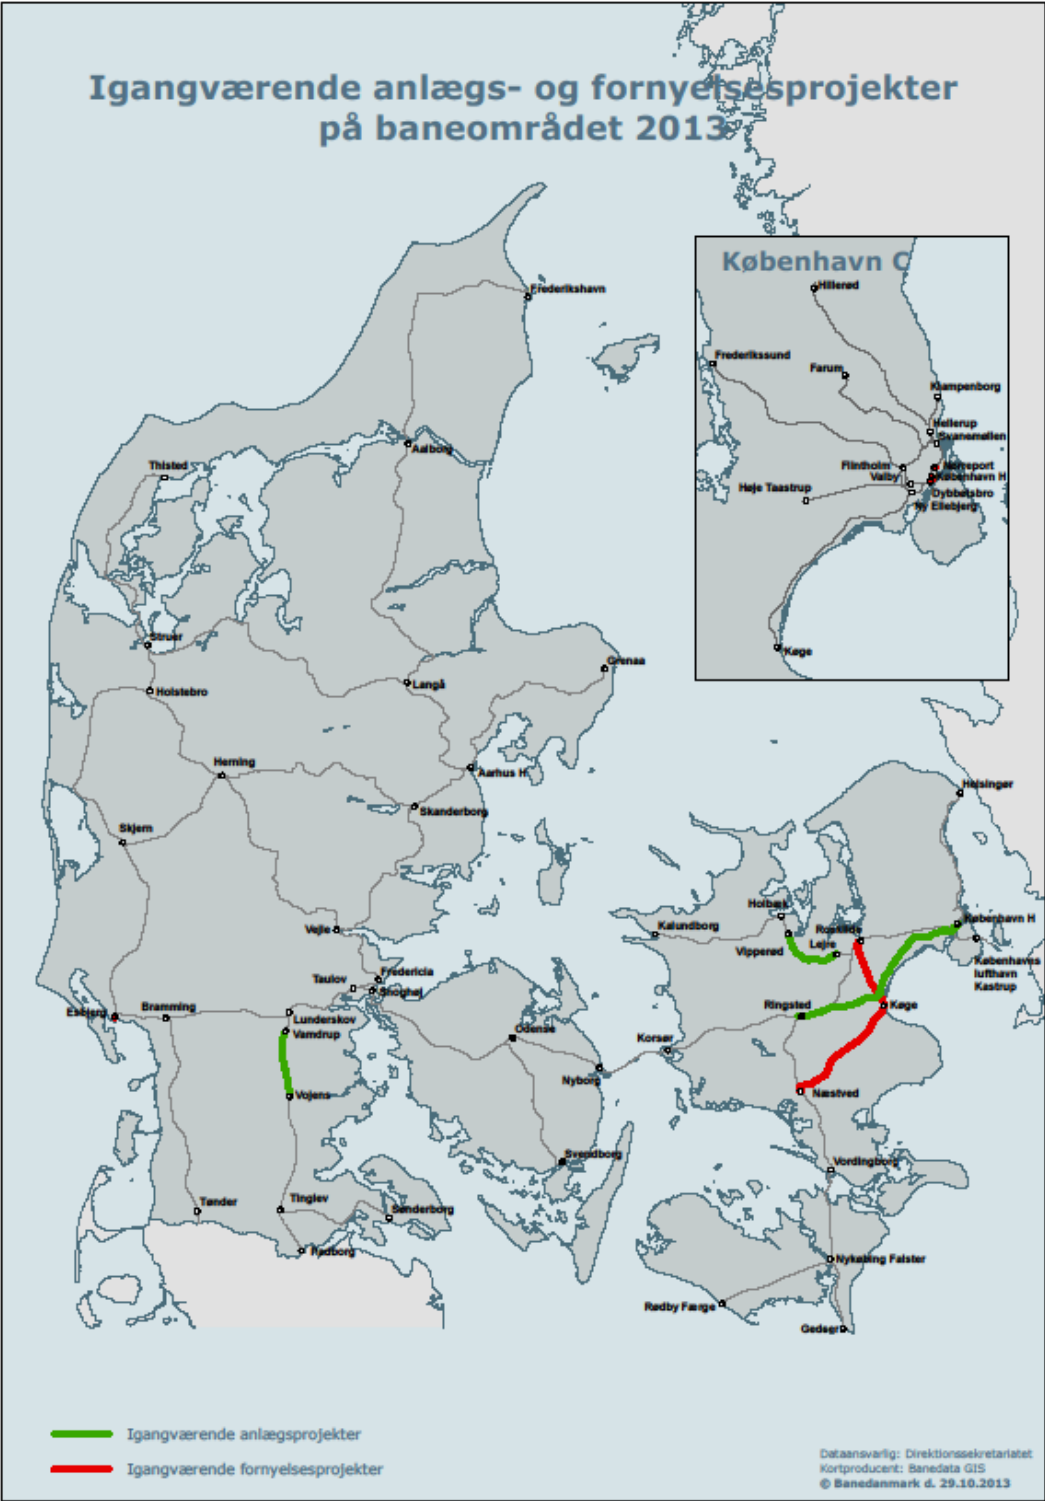 Igangværende anlægs- og fornyelsesprojekter
på baneområdet 2013
København C
Hillerød
Frederikssund
Farum
Klampenborg
Hellerup
Svanemøllen
Flintholm
Nørreport
Valby
København H
Høje Taastrup
Dybbølsbro
Ny Ellebjerg
Køge
Frederikshavn
Aalborg
Thisted
Struer
Grenaa
Langå
Holstebro
Herning
Aarhus H
Skanderborg
Skjern
Helsingør
Holbæk
Kalundborg
København H
Vejle
Roskilde
Vipperød
Lejre
Københavns
lufthavn
Kastrup
Fredericia
Taulov
Snoghøj
Ringsted
Køge
Esbjerg
Bramming
Lunderskov
Vamdrup
Odense
Korsør
Nyborg
Vojens
Næstved
Svendborg
Vordingborg
Tønder
Tinglev
Sønderborg
Padborg
Nykøbing Falster
Rødby Færge
Gedser
Igangværende anlægsprojekter
Igangværende fornyelsesprojekter
Dataansvarlig: Direktionssekretariatet
Kortproducent: Banedata GIS
© Banedanmark d. 29.10.2013